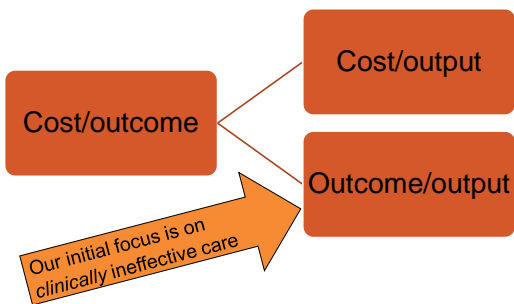 Cost/output
Cost/outcome
Outcome/output
Our initial focus is on
clinically ineffective care